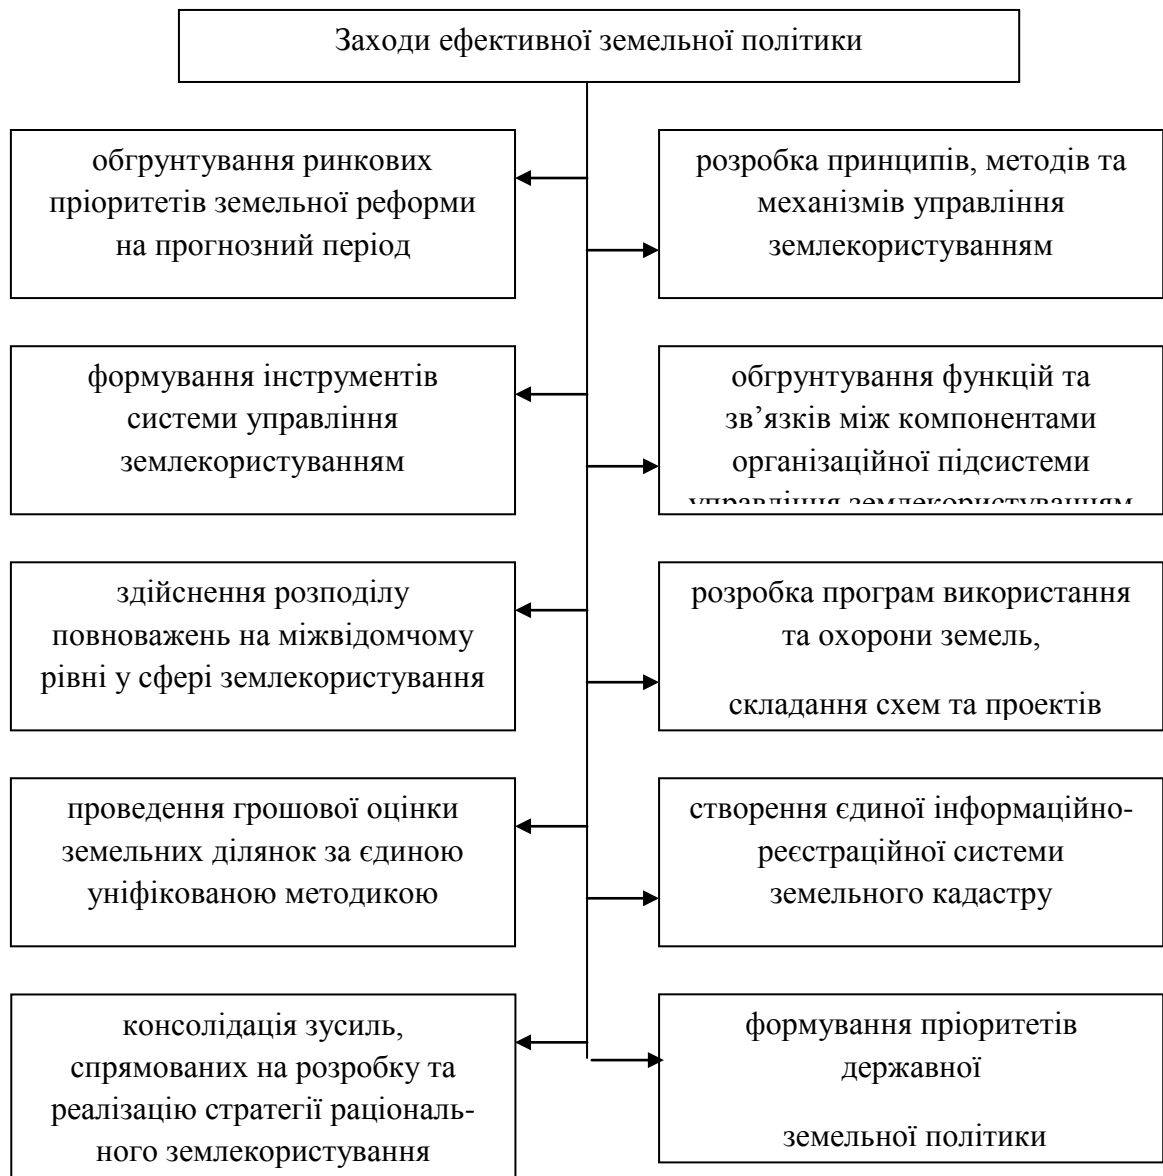 Заходи ефективної земельної політики
обгрунтування ринкових
пріоритетів земельної реформи
на прогнозний період
розробка принципів, методів та
механізмів управління
землекористуванням
формування інструментів
системи управління
землекористуванням
обгрунтування функцій та
зв’язків між компонентами
організаційної підсистеми
управління землекористуванням
здійснення розподілу
повноважень на міжвідомчому
рівні у сфері землекористування
розробка програм використання
та охорони земель,
складання схем та проектів
проведення грошової оцінки
земельних ділянок за єдиною
уніфікованою методикою
створення єдиної інформаційно-
реєстраційної системи
земельного кадастру
консолідація зусиль,
спрямованих на розробку та
реалізацію стратегії раціональ-
ного землекористування
формування пріоритетів
державної
земельної політики